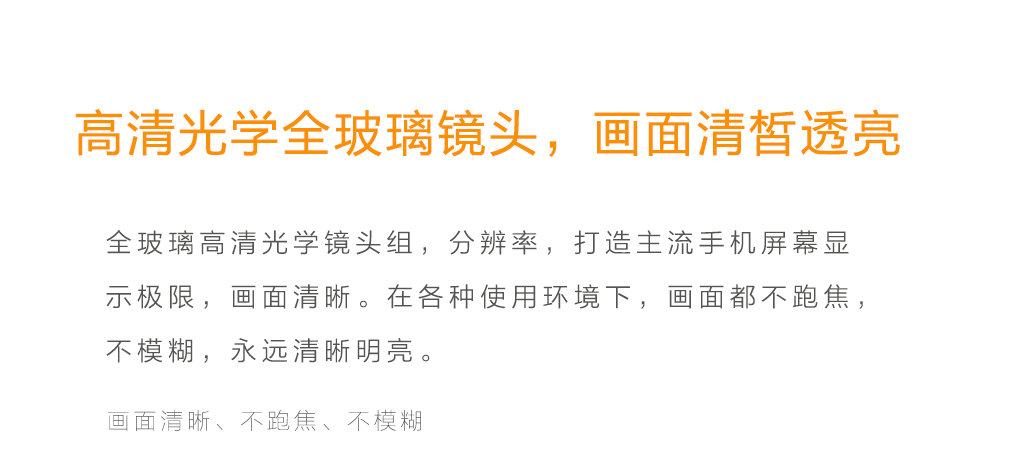 高清光学全玻璃镜头，画面清皙透亮
全玻璃高清光学镜头组，分辨率，打造主流手机屏幕显
示极限，画面清晰。在各种使用环境下，画面都不跑焦，
不模糊，永远清晰明亮。
画面清晰、不跑焦、不模糊